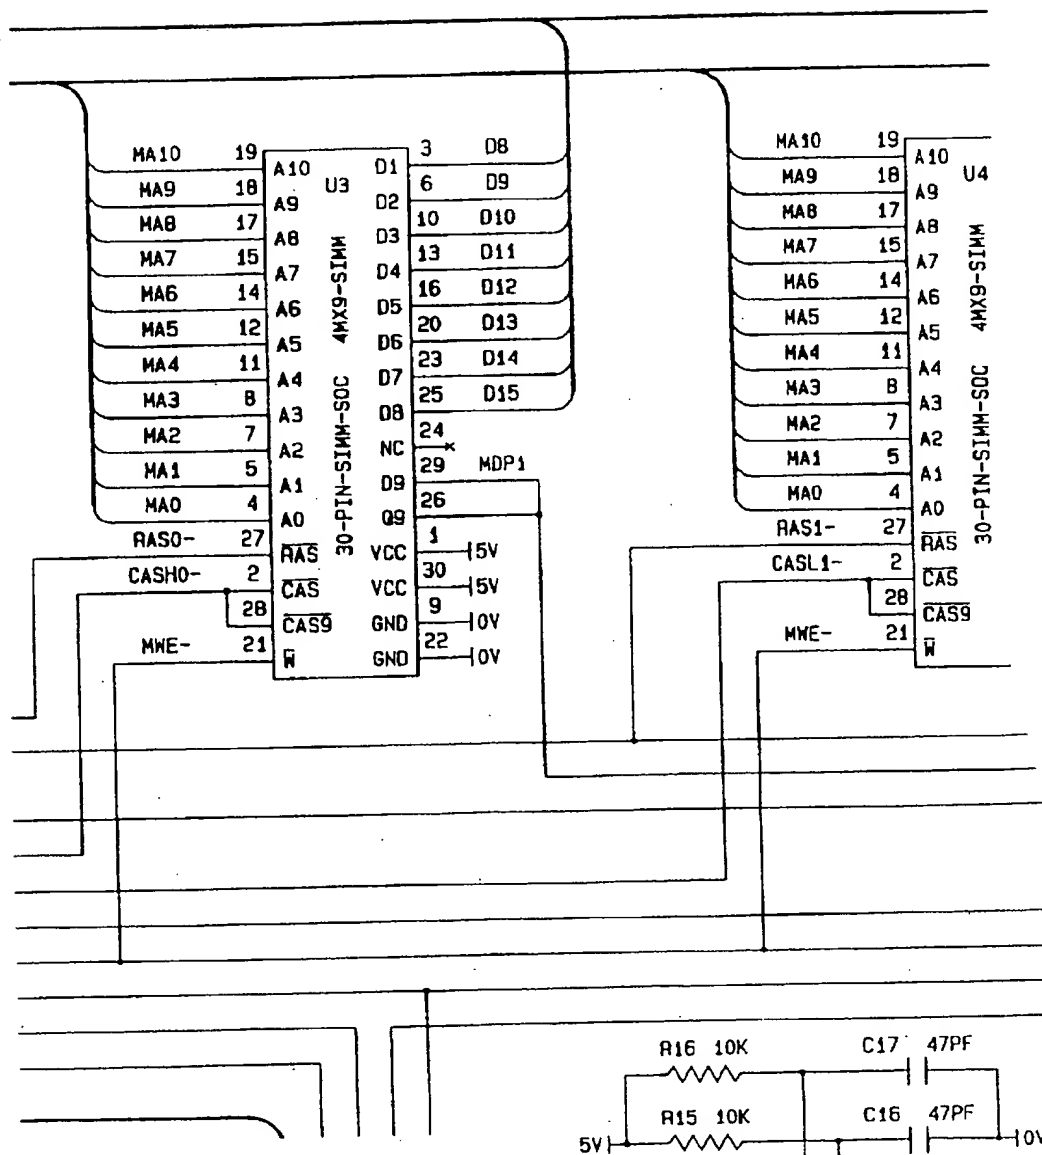 MA10 19 A10
MA9 18 A9
MA8 17 A8
MA7 15 A7
MA6 14 A6
MA5 12 A5
MA4 11 A4
MA3 8 A3
MA2 7 A2
MA1 5 A1
MA0 4 A0
RAS0- 27 RAS
CASH0- 2 CAS
28 CAS9
MWE- 21 W
U3
4MX9-SIMM
30-PIN-SIMM-SOC
D1 3 D8
D2 6 D9
D3 10 D10
D4 13 D11
D5 16 D12
D6 20 D13
D7 23 D14
D8 25 D15
NC 24
D9 29 MDP1
Q9 26
VCC 1 5V
VCC 30 5V
GND 9 0V
GND 22 0V
MA10 19 A10
MA9 18 A9
MA8 17 A8
MA7 15 A7
MA6 14 A6
MA5 12 A5
MA4 11 A4
MA3 8 A3
MA2 7 A2
MA1 5 A1
MA0 4 A0
RAS1- 27 RAS
CASL1- 2 CAS
28 CAS9
MWE- 21 W
U4
4MX9-SIMM
30-PIN-SIMM-SOC
R16 10K C17 47PF
R15 10K C16 47PF
5V 0V